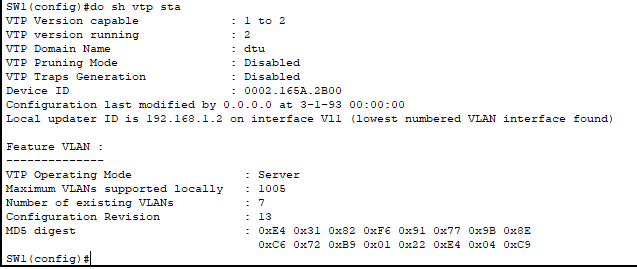 SW1(config)#do sh vtp sta
VTP Version capable : 1 to 2
VTP version running : 2
VTP Domain Name : dtu
VTP Pruning Mode : Disabled
VTP Traps Generation : Disabled
Device ID : 0002.165A.2B00
Configuration last modified by 0.0.0.0 at 3-1-93 00:00:00
Local updater ID is 192.168.1.2 on interface Vl1 (lowest numbered VLAN interface found)
Feature VLAN :
--------------
VTP Operating Mode : Server
Maximum VLANs supported locally : 1005
Number of existing VLANs : 7
Configuration Revision : 13
MD5 digest : 0xE4 0x31 0x82 0xF6 0x91 0x77 0x9B 0x8E
0xC6 0x72 0xB9 0x01 0x22 0xE4 0x04 0xC9
SW1(config)#